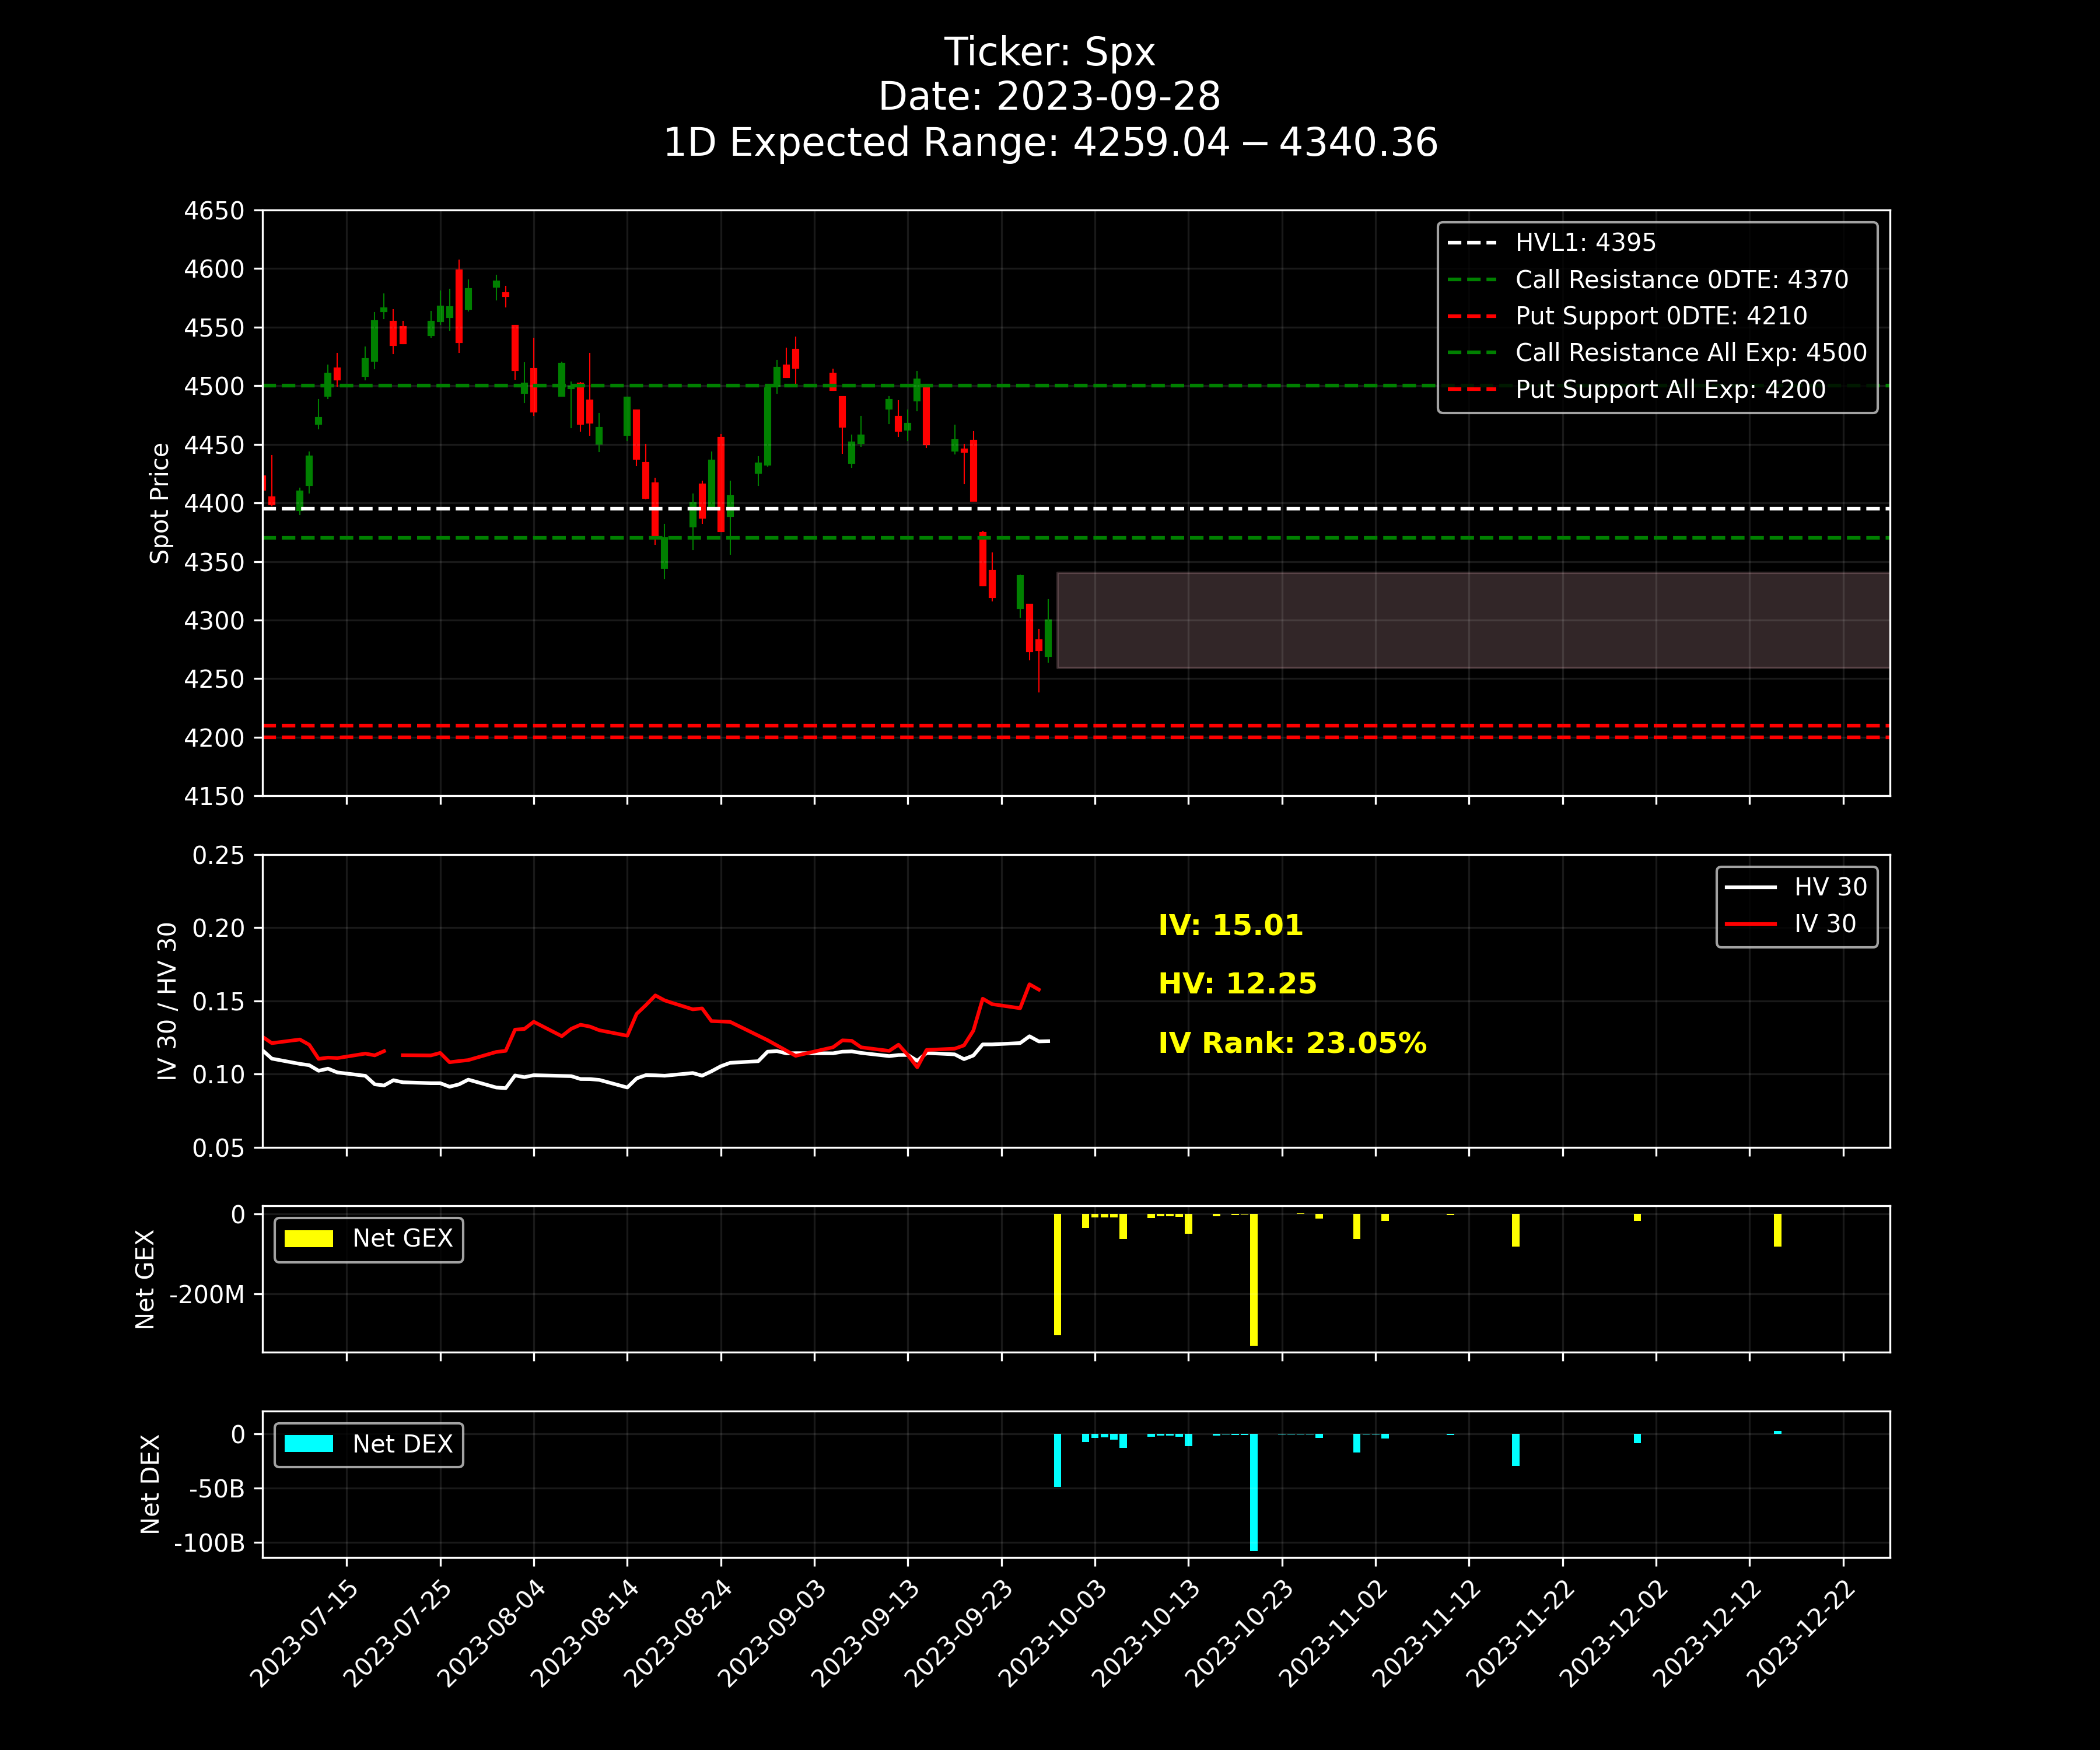 Ticker: Spx
Date: 2023-09-28
1D Expected Range: 4259.04 − 4340.36
4650
4600
4550
4500
4450
4400
4350
4300
4250
4200
4150
Spot Price
HVL1: 4395
Call Resistance 0DTE: 4370
Put Support 0DTE: 4210
Call Resistance All Exp: 4500
Put Support All Exp: 4200
0.25
0.20
0.15
0.10
0.05
IV 30 / HV 30
IV: 15.01
HV: 12.25
IV Rank: 23.05%
HV 30
IV 30
0
-200M
Net GEX
Net GEX
0
-50B
-100B
Net DEX
Net DEX
2023-07-15
2023-07-25
2023-08-04
2023-08-14
2023-08-24
2023-09-03
2023-09-13
2023-09-23
2023-10-03
2023-10-13
2023-10-23
2023-11-02
2023-11-12
2023-11-22
2023-12-02
2023-12-12
2023-12-22